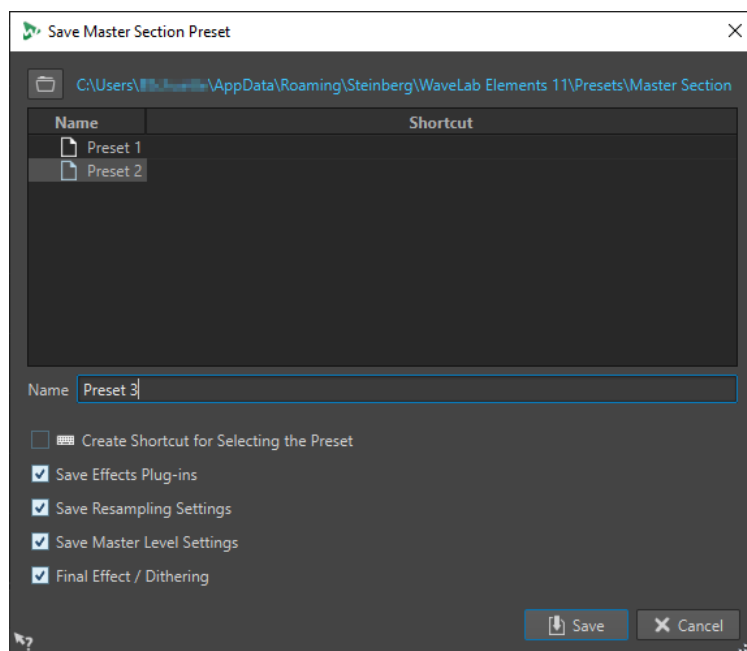 Save Master Section Preset
C:\Users\ \AppData\Roaming\Steinberg\WaveLab Elements 11\Presets\Master Section
Name Shortcut
Preset 1
Preset 2
Name Preset 3
Create Shortcut for Selecting the Preset
Save Effects Plug-ins
Save Resampling Settings
Save Master Level Settings
Final Effect / Dithering
Save Cancel